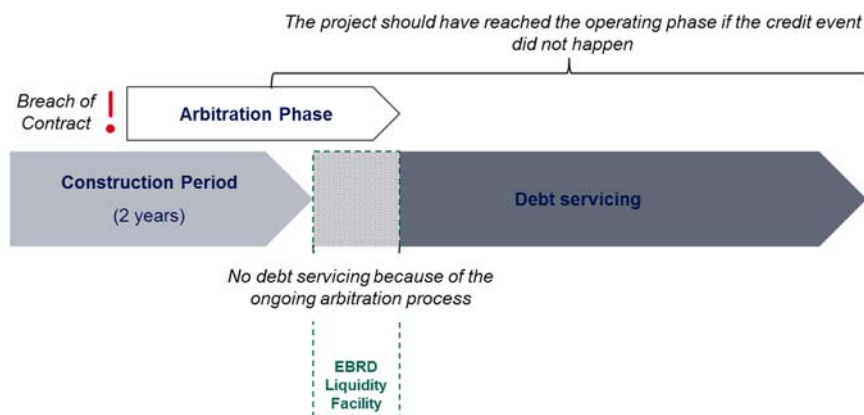 The project should have reached the operating phase if the credit event
did not happen
Breach of
Contract
!
Arbitration Phase
Construction Period
(2 years)
Debt servicing
No debt servicing because of the
ongoing arbitration process
EBRD
Liquidity
Facility